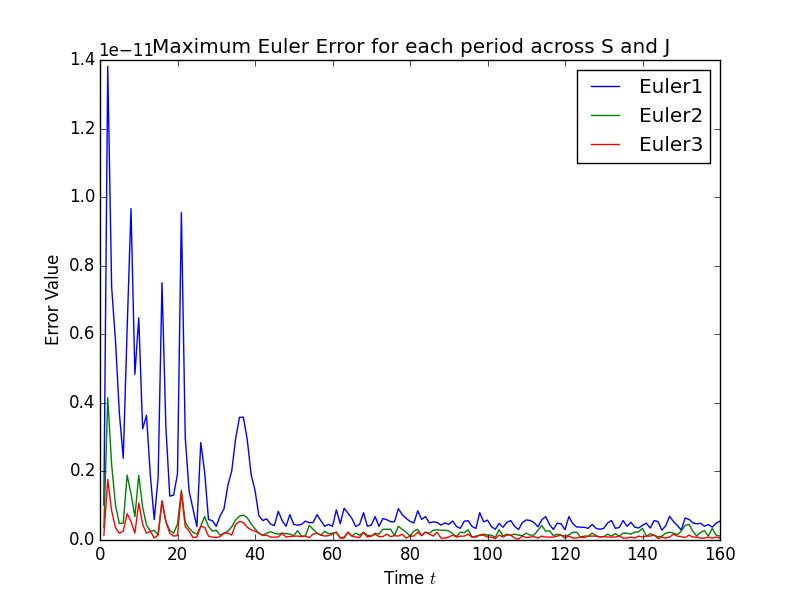 Maximum Euler Error for each period across S and J
1e−11
1.4
1.2
1.0
0.8
0.6
0.4
0.2
0.0
Error Value
Euler1
Euler2
Euler3
0 20 40 60 80 100 120 140 160
Time t